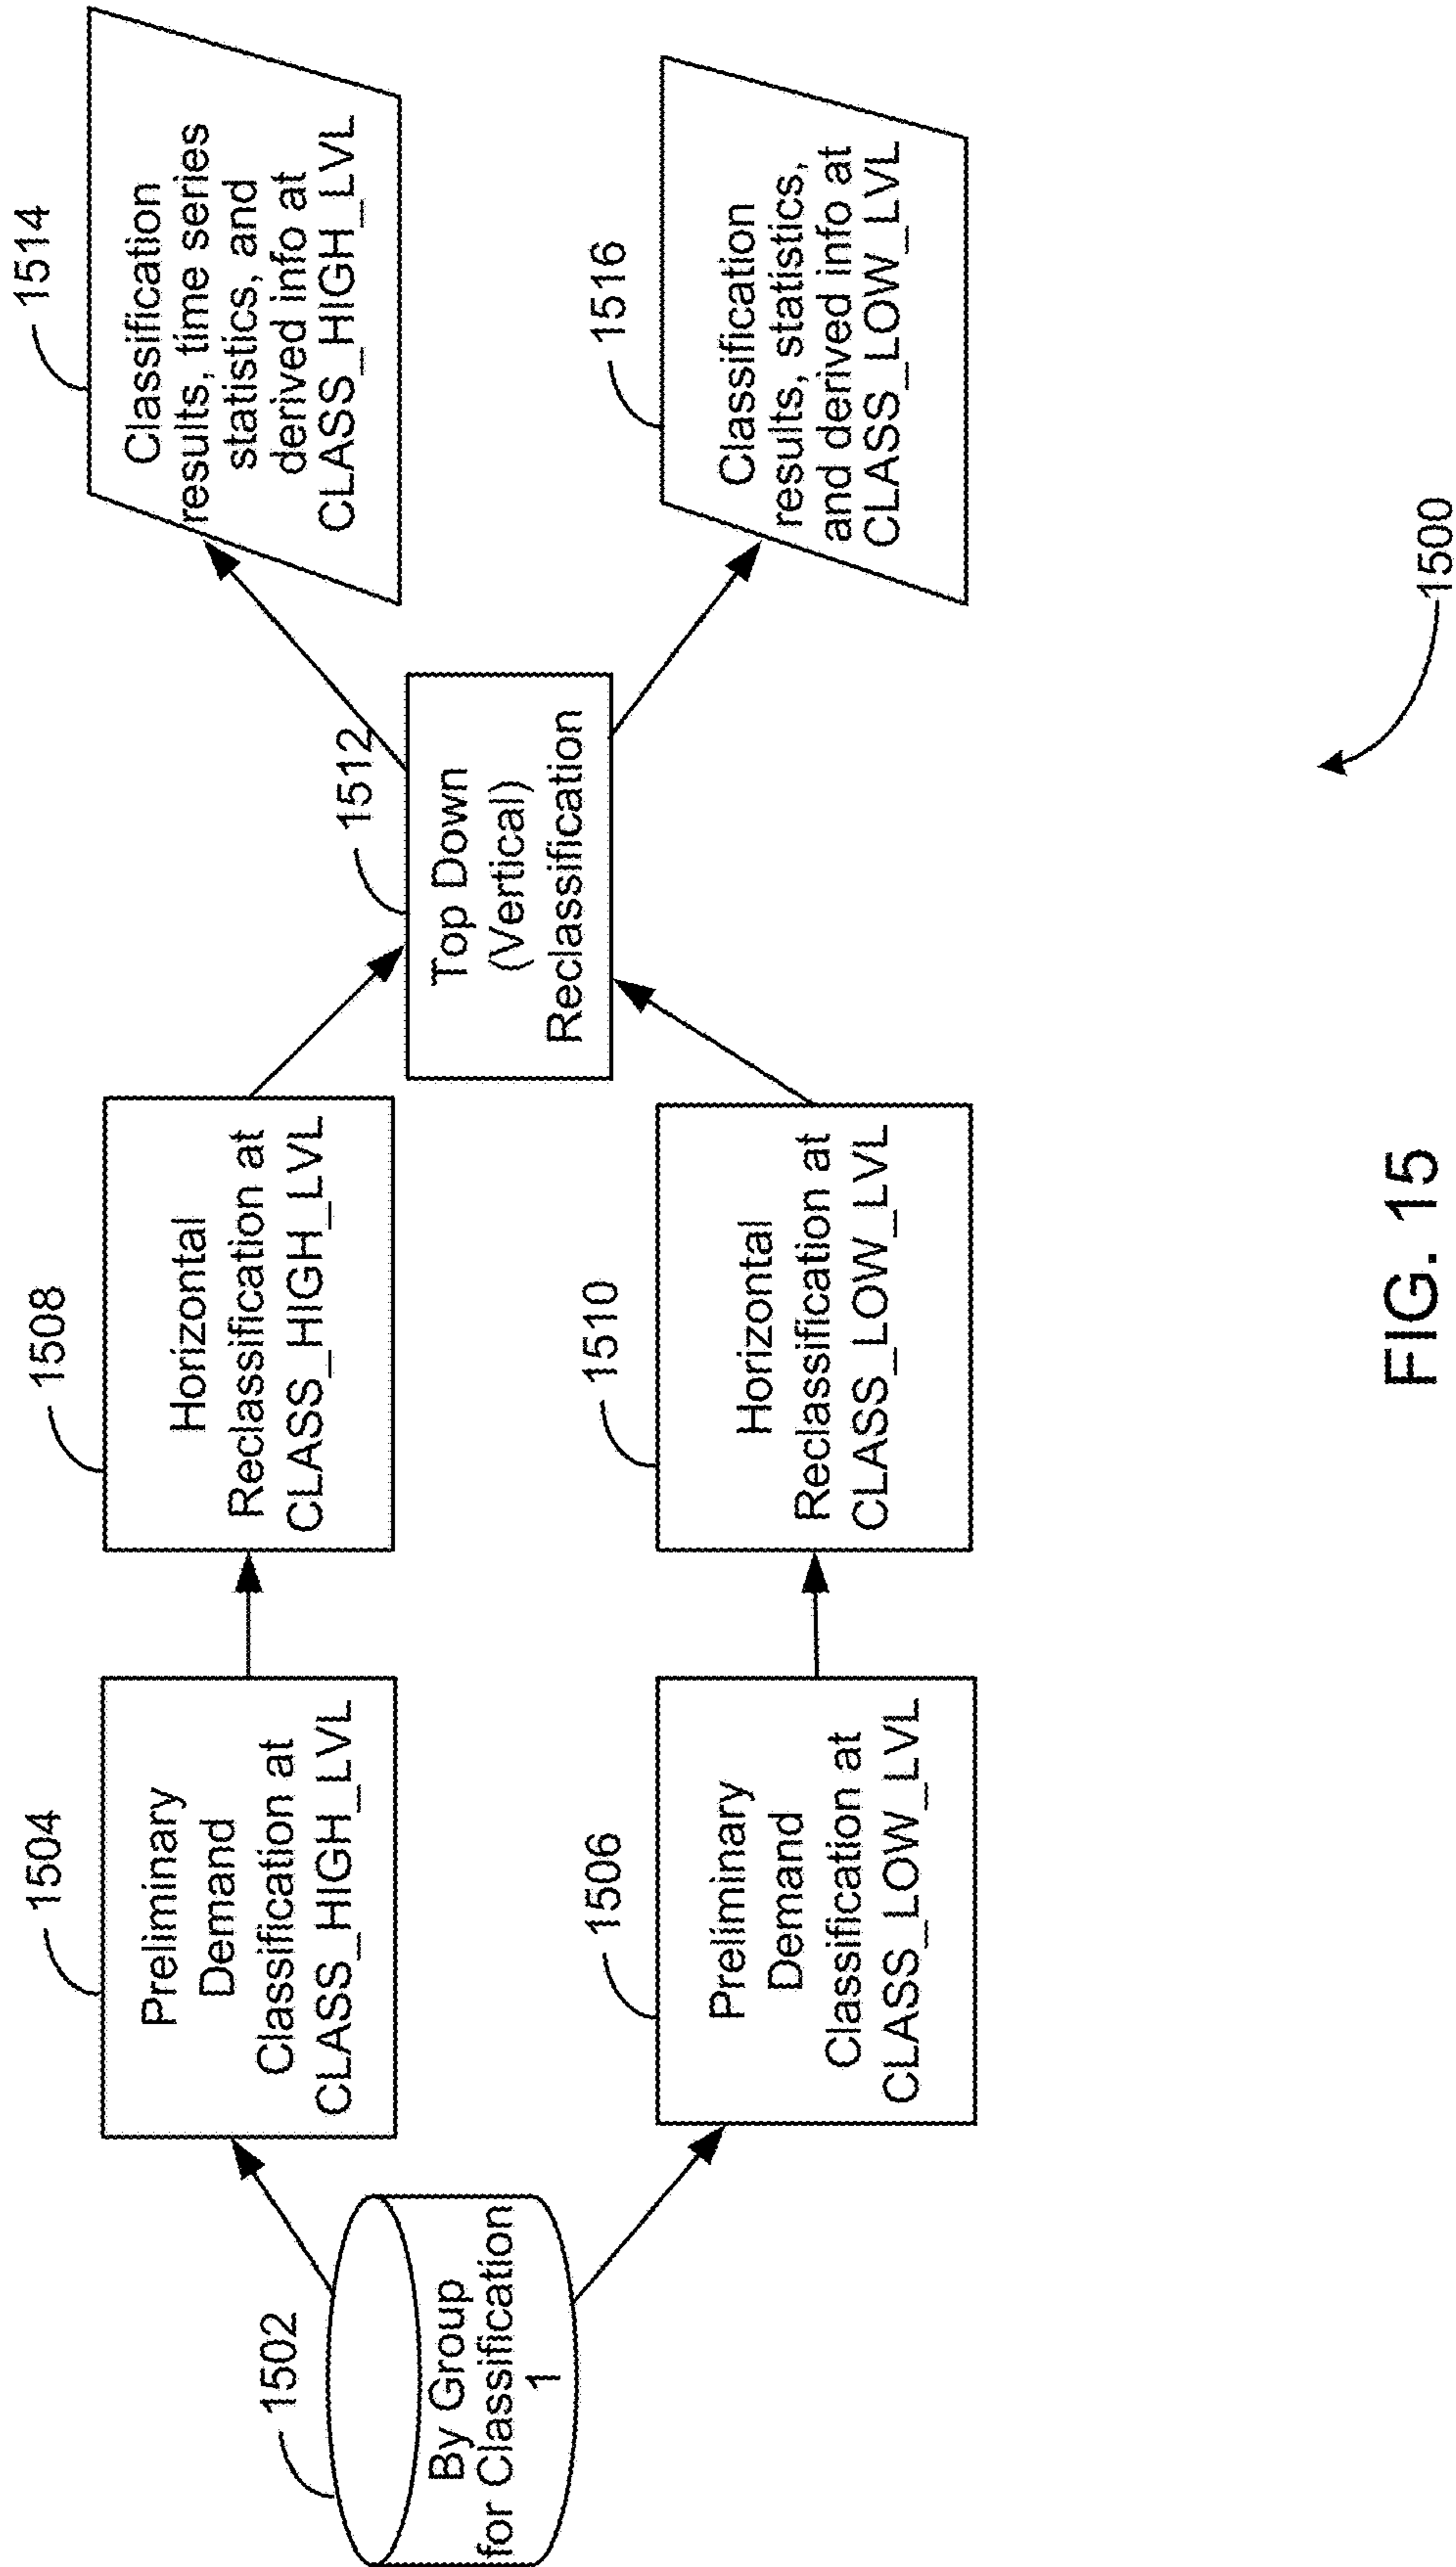 1502
By Group
for Classification
1
1504
Preliminary
Demand
Classification at
CLASS_HIGH_LVL
1506
Preliminary
Demand
Classification at
CLASS_LOW_LVL
1508
Horizontal
Reclassification at
CLASS_HIGH_LVL
1510
Horizontal
Reclassification at
CLASS_LOW_LVL
1512
Top Down
(Vertical)
Reclassification
1514
Classification
results, time series
statistics, and
derived info at
CLASS_HIGH_LVL
1516
Classification
results, statistics,
and derived info at
CLASS_LOW_LVL
1500
FIG. 15